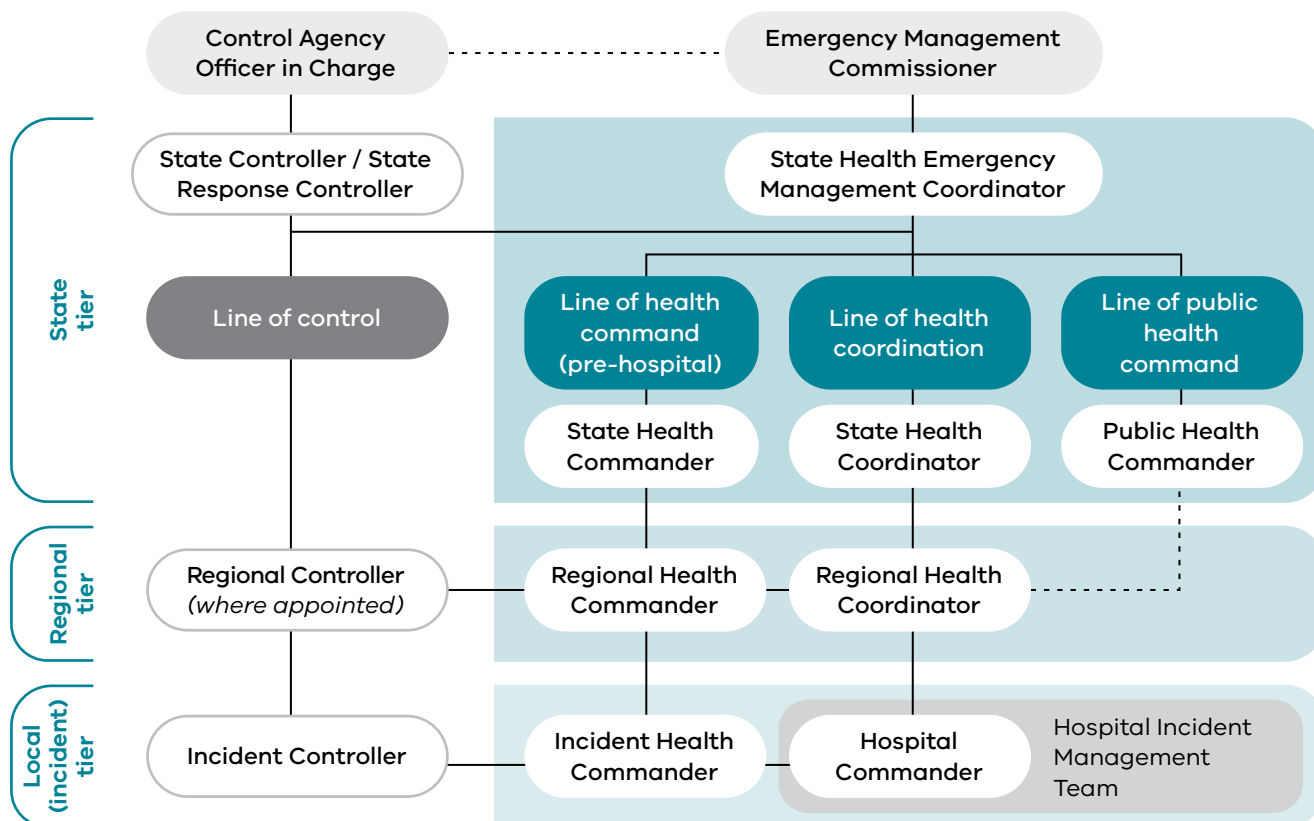 Control Agency
Officer in Charge
Emergency Management
Commissioner
State
tier
State Controller / State
Response Controller
State Health Emergency
Management Coordinator
Line of control
Line of health
command
(pre-hospital)
Line of health
coordination
Line of public
health
command
State Health
Commander
State Health
Coordinator
Public Health
Commander
Regional
tier
Regional Controller
(where appointed)
Regional Health
Commander
Regional Health
Coordinator
Local
(incident)
tier
Incident Controller
Incident Health
Commander
Hospital
Commander
Hospital Incident
Management
Team